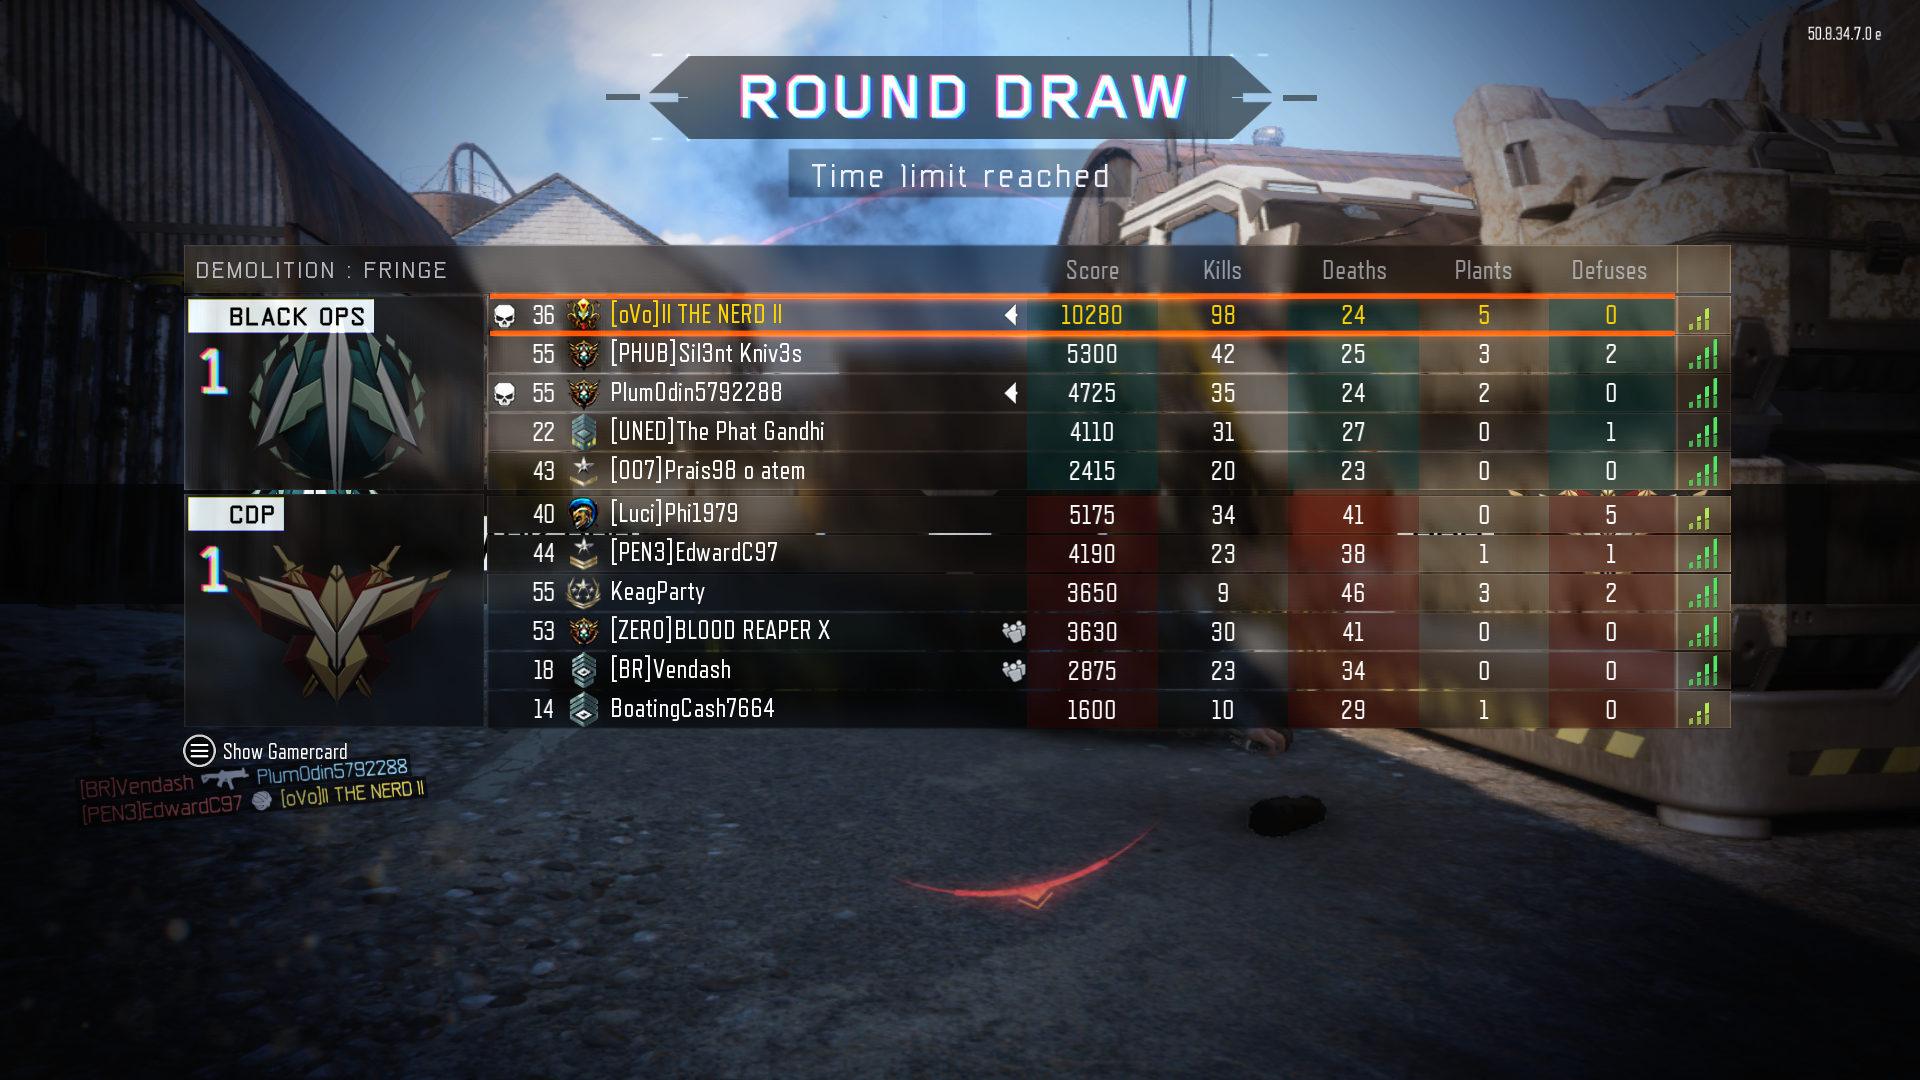 50.8.34.7.0 e
ROUND DRAW
Time limit reached
DEMOLITION : FRINGE Score Kills Deaths Plants Defuses
BLACK OPS
1
36 [oVo]II THE NERD II 10280 98 24 5 0
55 [PHUB]Sil3nt Kniv3s 5300 42 25 3 2
55 PlumOdin5792288 4725 35 24 2 0
22 [UNED]The Phat Gandhi 4110 31 27 0 1
43 [007]Prais98 o atem 2415 20 23 0 0
CDP
1
40 [Luci]Phi1979 5175 34 41 0 5
44 [PEN3]EdwardC97 4190 23 38 1 1
55 KeagParty 3650 9 46 3 2
53 [ZERO]BLOOD REAPER X 3630 30 41 0 0
18 [BR]Vendash 2875 23 34 0 0
14 BoatingCash7664 1600 10 29 1 0
Show Gamercard
[BR]Vendash PlumOdin5792288
[PEN3]EdwardC97 [oVo]II THE NERD II